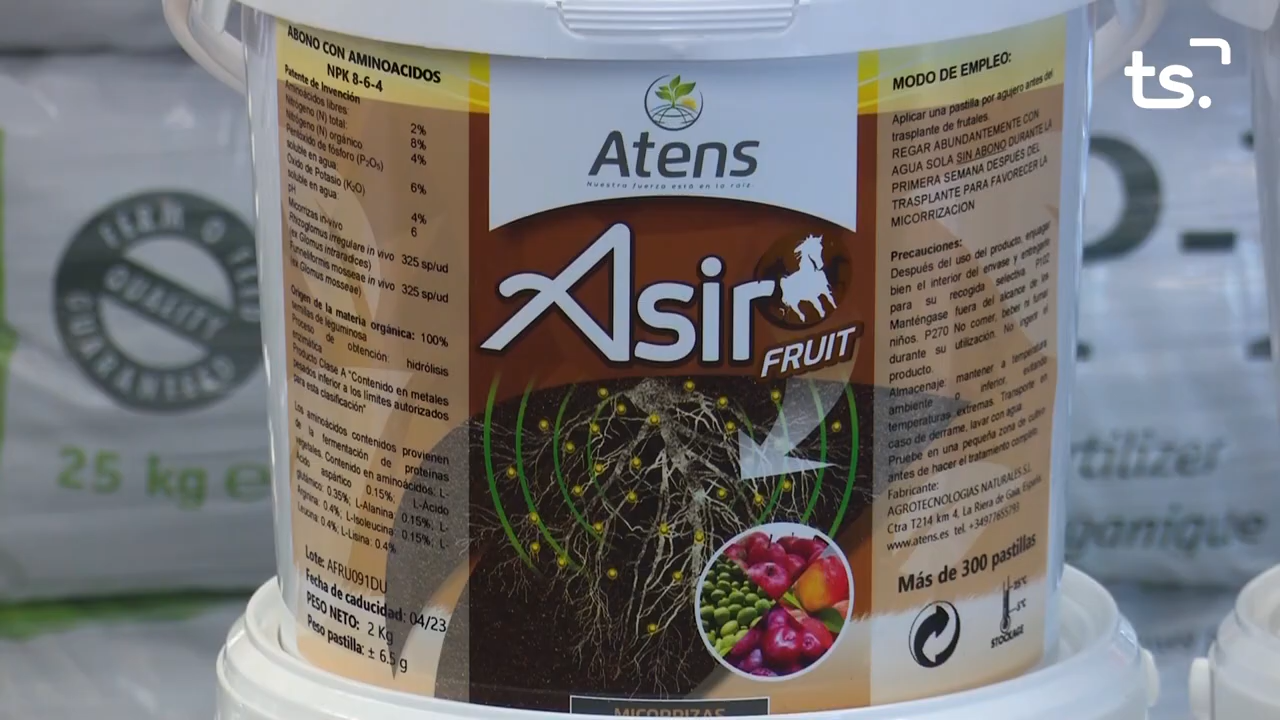 ABONO CON AMINOACIDOS
NPK 8-6-4
Patente de Invención
Aminoácidos libres: 2%
Nitrógeno (N) total: 8%
Nitrógeno (N) orgánico 4%
Pentóxido de fósforo (P₂O₅)
soluble en agua: 6%
Oxido de Potasio (K₂O)
soluble en agua: 4%
pH 6
Micorrizas in-vivo
Rhizoglomus irregulare in vivo 325 sp/ud
(ex Glomus intraradices)
Funneliformis mosseae in vivo 325 sp/ud
(ex Glomus mosseae)
Origen de la materia orgánica: 100%
semillas de leguminosa
Proceso de obtención: hidrólisis
enzimática
Producto Clase A "Contenido en metales
pesados inferior a los limites autorizados
para esta clasificación"
Los aminoácidos contenidos provienen
de la fermentación de proteínas
vegetales. Contenido en aminoácidos: L-
Ácido aspártico 0.15%; L-Ácido
glutámico: 0.35%; L-Alanina: 0.15%; L-
Arginina: 0.4%; L-Isoleucina: 0.15%; L-
Leucina: 0.4%; L-Lisina: 0.4%
Lote: AFRU091DU
Fecha de caducidad: 04/23
PESO NETO: 2 Kg
Peso pastilla: ± 6.5 g
Atens
Nuestra fuerza está en la raíz.
Asir
FRUIT
MICORRIZAS
MODO DE EMPLEO:
Aplicar una pastilla por agujero antes del
trasplante de frutales.
REGAR ABUNDANTEMENTE CON
AGUA SOLA SIN ABONO DURANTE LA
PRIMERA SEMANA DESPUES DEL
TRASPLANTE PARA FAVORECER LA
MICORRIZACION
Precauciones:
Después del uso del producto, enjuagar
bien el interior del envase y entregarlo
para su recogida selectiva. P102
Manténgase fuera del alcance de los
niños. P270 No comer, beber ni fumar
durante su utilización. No ingerir el
producto.
Almacenaje: mantener a temperatura
ambiente o inferior, evitando
temperaturas extremas. Transporte en
caso de derrame, lavar con agua.
Pruebe en una pequeña zona de cultivo
antes de hacer el tratamiento completo.
Fabricante:
AGROTECNOLOGIAS NATURALES S.L.
Ctra T214 km 4, La Riera de Gaià, España
www.atens.es tel. +34977655793
Más de 300 pastillas
STOCKAGE
ts.
QUALITY
GUARANTEED
25 kg e
rtilizer
ganique